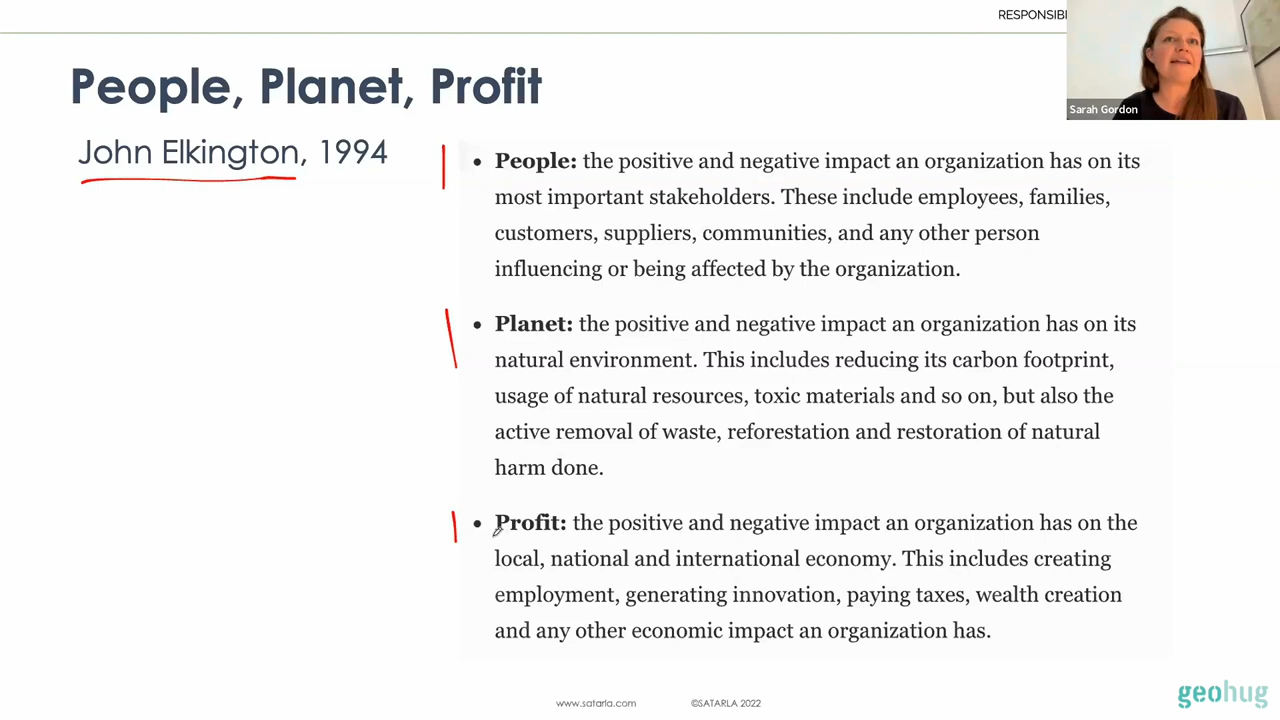 RESPONSIBL
People, Planet, Profit
Sarah Gordon
John Elkington, 1994
• People: the positive and negative impact an organization has on its
most important stakeholders. These include employees, families,
customers, suppliers, communities, and any other person
influencing or being affected by the organization.
• Planet: the positive and negative impact an organization has on its
natural environment. This includes reducing its carbon footprint,
usage of natural resources, toxic materials and so on, but also the
active removal of waste, reforestation and restoration of natural
harm done.
• Profit: the positive and negative impact an organization has on the
local, national and international economy. This includes creating
employment, generating innovation, paying taxes, wealth creation
and any other economic impact an organization has.
www.satarla.com ©SATARLA 2022
geohug